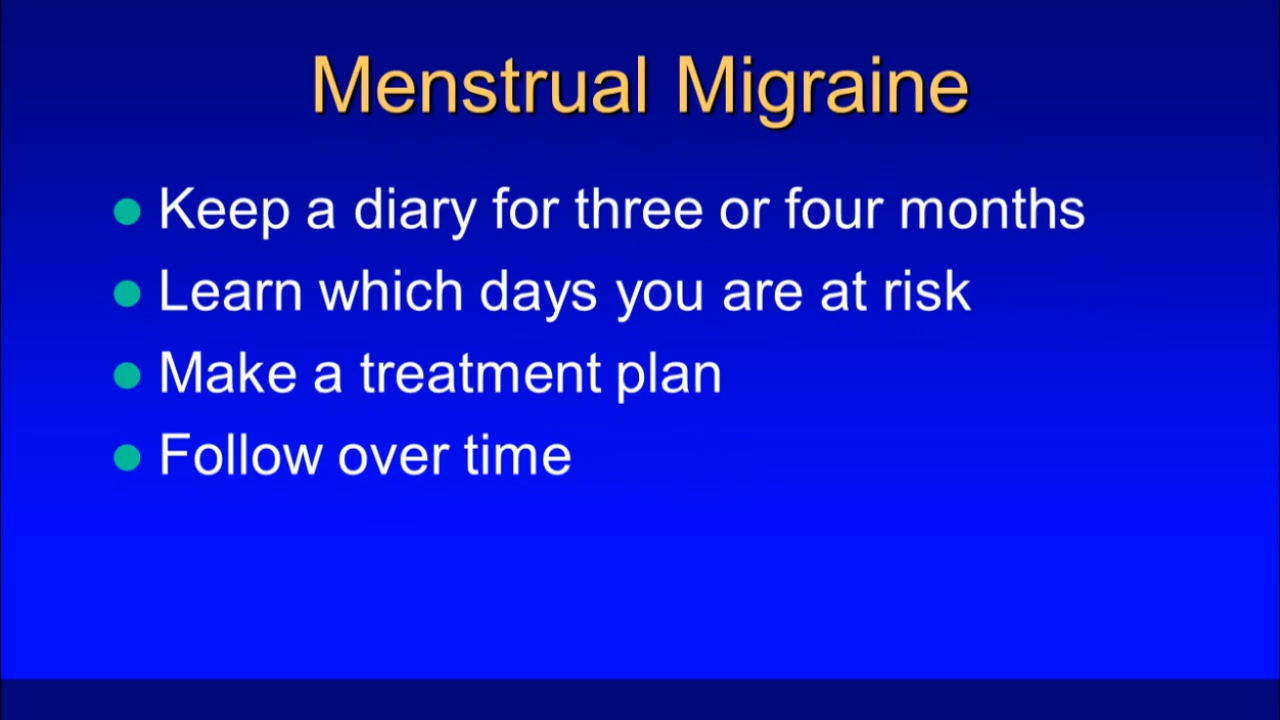 Menstrual Migraine
Keep a diary for three or four months
Learn which days you are at risk
Make a treatment plan
Follow over time